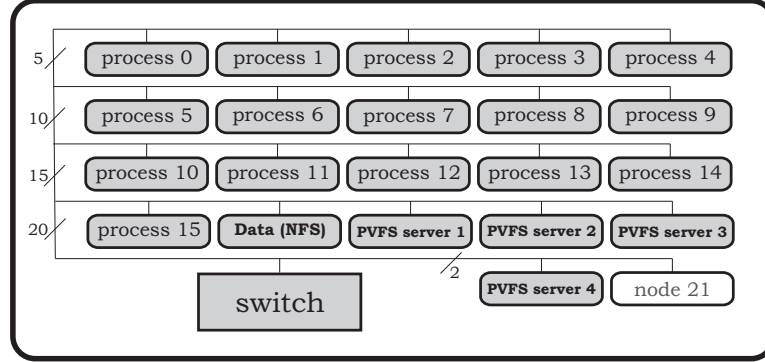 5 process 0 process 1 process 2 process 3 process 4
10 process 5 process 6 process 7 process 8 process 9
15 process 10 process 11 process 12 process 13 process 14
20 process 15 Data (NFS) PVFS server 1 PVFS server 2 PVFS server 3
2
switch PVFS server 4 node 21